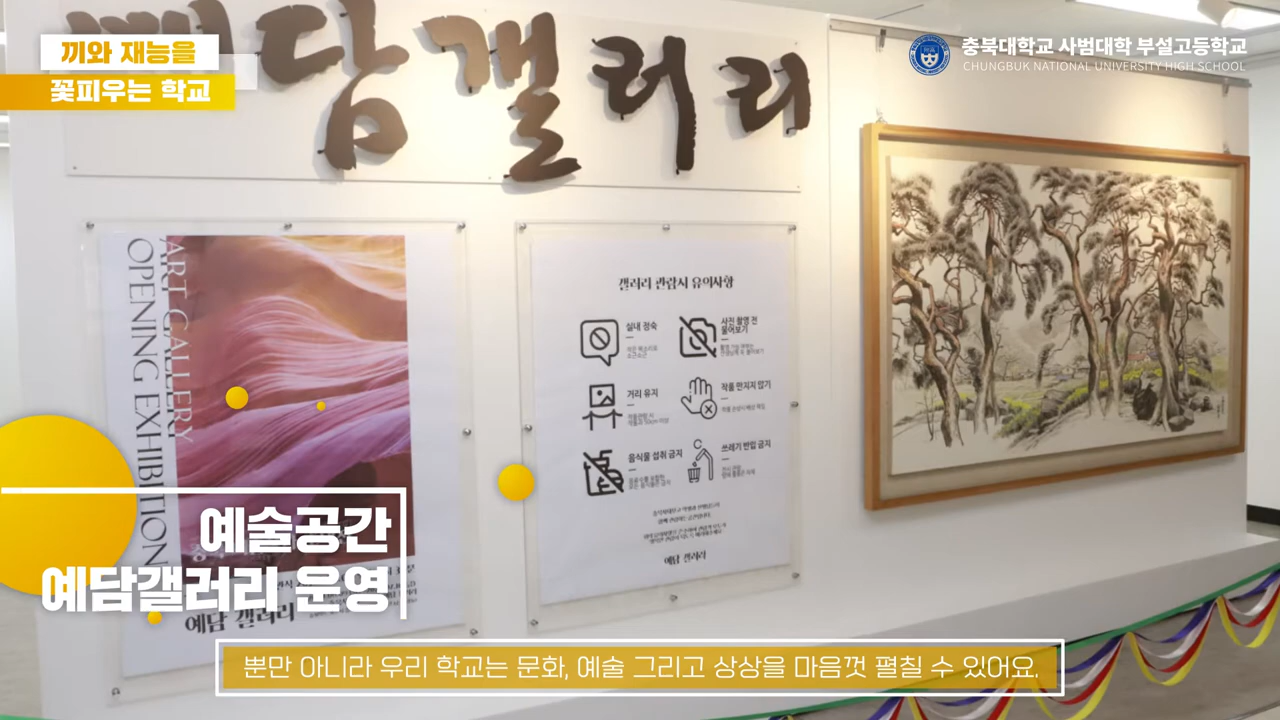 끼와 재능을
꽃피우는 학교
담갤러리
충북대학교 사범대학 부설고등학교
CHUNGBUK NATIONAL UNIVERSITY HIGH SCHOOL
ART GALLERY
OPENING EXHIBITION
갤러리 관람시 유의사항
실내 정숙
사진 촬영 전
물어보기
거리 유지
작품 만지지 않기
음식물 섭취 금지
쓰레기 반입 금지
예담 갤러리
예담 갤러리
예술공간
예담갤러리 운영
뿐만 아니라 우리 학교는 문화, 예술 그리고 상상을 마음껏 펼칠 수 있어요.